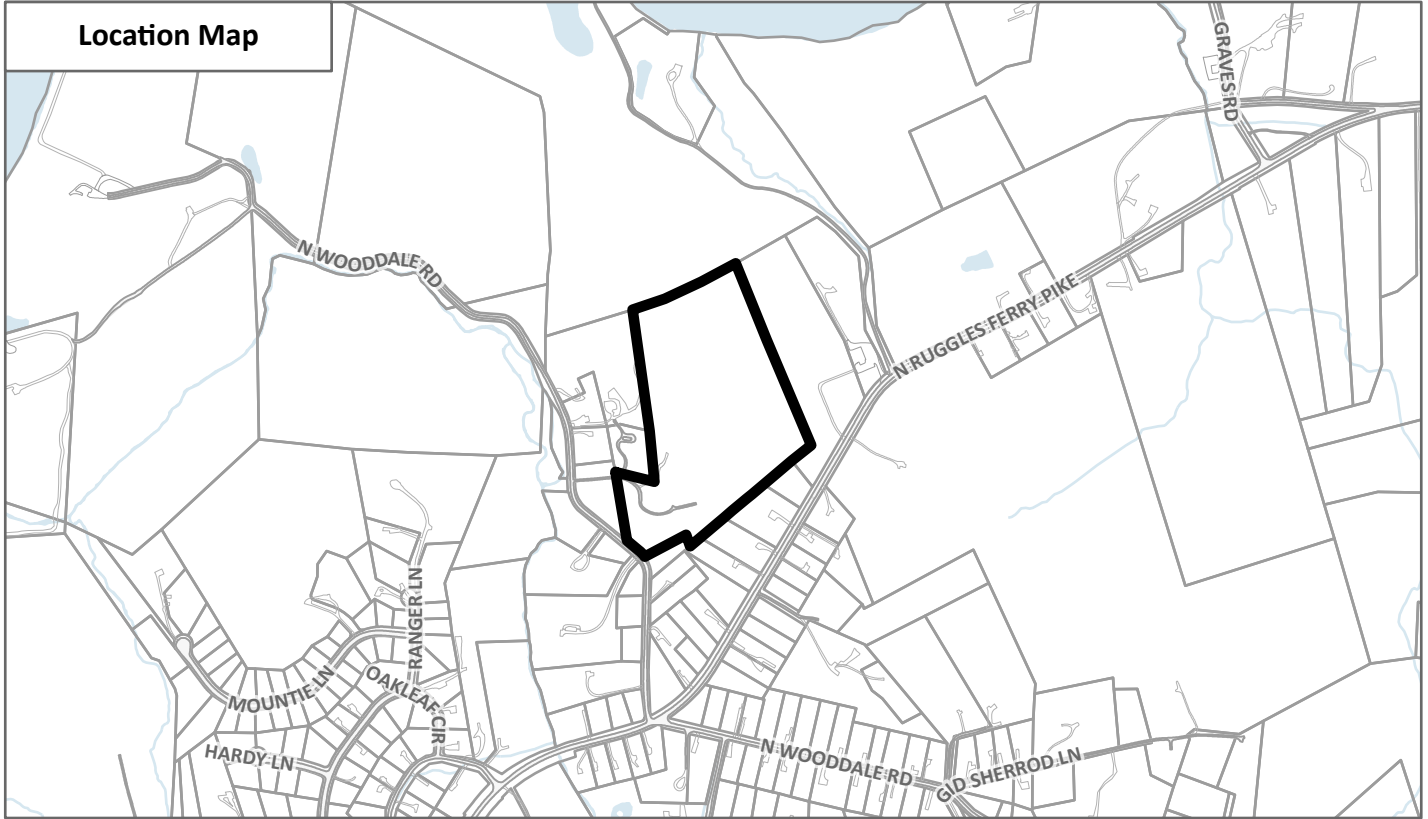 Location Map
GRAVES RD
N WOODDALE RD
N RUGGLES FERRY PIKE
RANGER LN
MOUNTIE LN
OAKLEAF CIR
HARDY LN
N WOODDALE RD
GID SHERROD LN